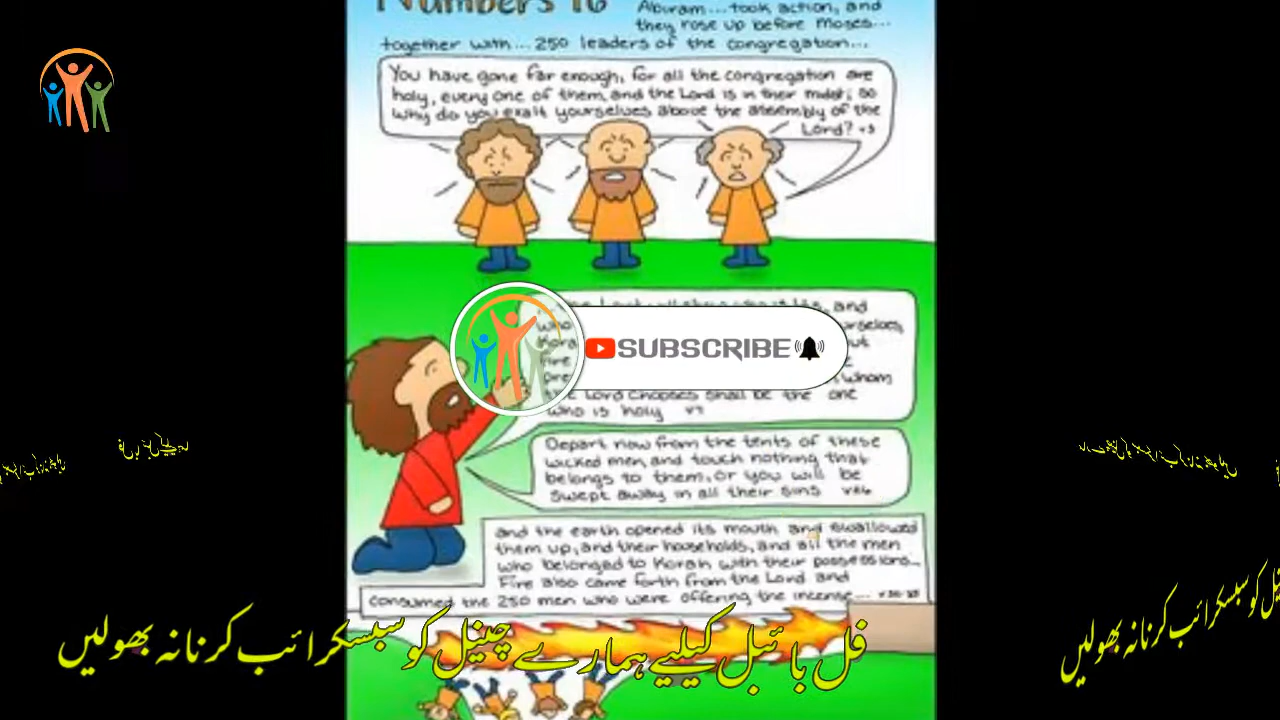 Numbers 16
Abiram... took action, and
they rose up before Moses...
together with... 250 leaders of the congregation...
You have gone far enough, for all the congregation are
holy, every one of them, and the Lord is in their midst; so
why do you exalt yourselves above the assembly of the
Lord? v3
and
who
but
fire
whom
the Lord chooses shall be the one
who is holy v7
SUBSCRIBE
Depart now from the tents of these
wicked men, and touch nothing that
belongs to them, or you will be
swept away in all their sins v26
and the earth opened its mouth and swallowed
them up, and their households, and all the men
who belonged to Korah with their possessions...
Fire also came forth from the Lord and
consumed the 250 men who were offering the incense...
فل بائبل کیلیے ہمارے چینل کو سبسکرائب کرنا نہ بھولیں
کو سبسکرائب کرنا نہ بھولیں